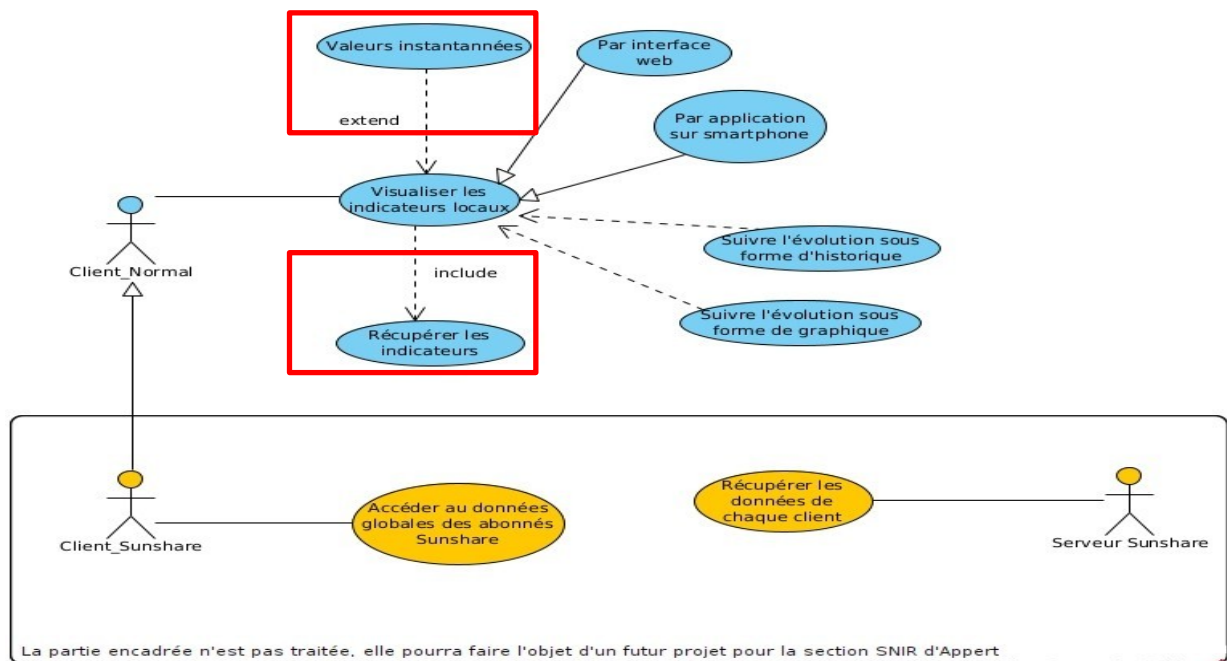 Valeurs instantannées
Par interface
web
extend
Par application
sur smartphone
Visualiser les
indicateurs locaux
Client_Normal
include
Suivre l'évolution sous
forme d'historique
Suivre l'évolution sous
forme de graphique
Récupérer les
indicateurs
Client_Sunshare
Accéder au données
globales des abonnés
Sunshare
Récupérer les
données de
chaque client
Serveur Sunshare
La partie encadrée n'est pas traitée, elle pourra faire l'objet d'un futur projet pour la section SNIR d'Appert